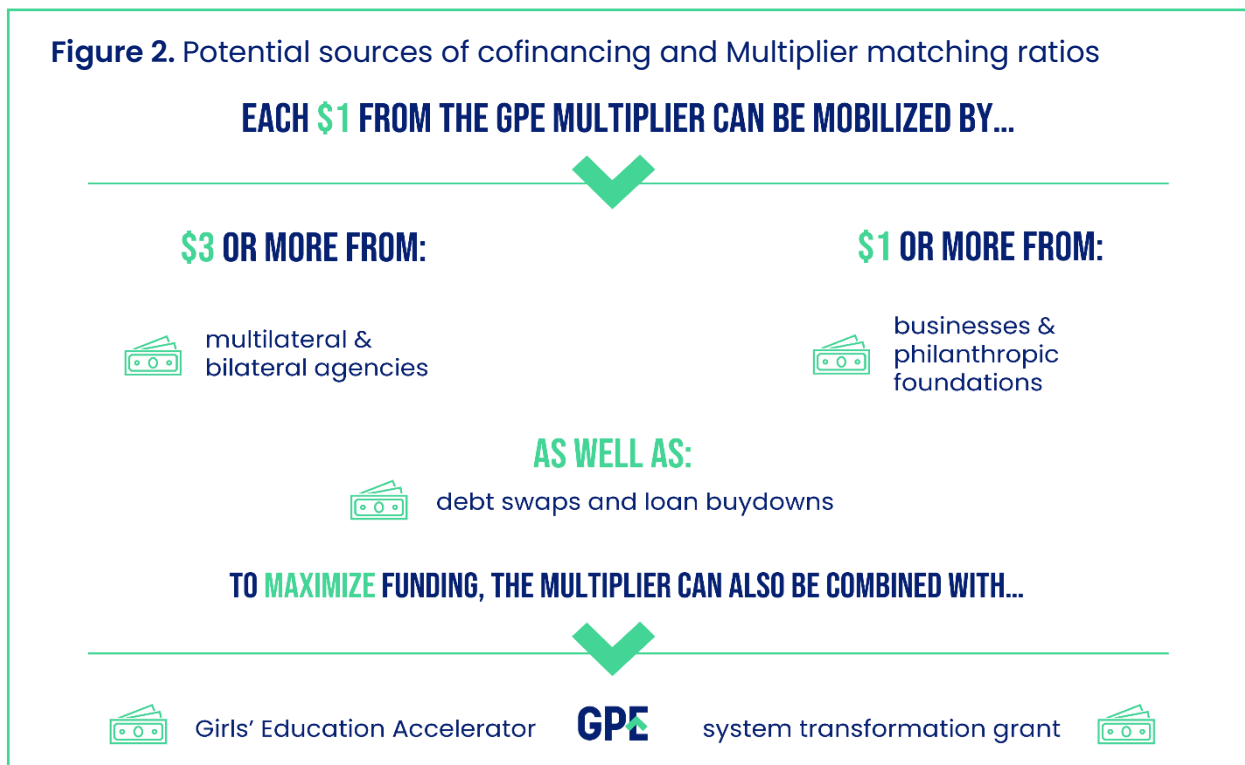 Figure 2. Potential sources of cofinancing and Multiplier matching ratios
EACH $1 FROM THE GPE MULTIPLIER CAN BE MOBILIZED BY...
$3 OR MORE FROM:
multilateral &
bilateral agencies
$1 OR MORE FROM:
businesses &
philanthropic
foundations
AS WELL AS:
debt swaps and loan buydowns
TO MAXIMIZE FUNDING, THE MULTIPLIER CAN ALSO BE COMBINED WITH...
Girls’ Education Accelerator
GPE
system transformation grant